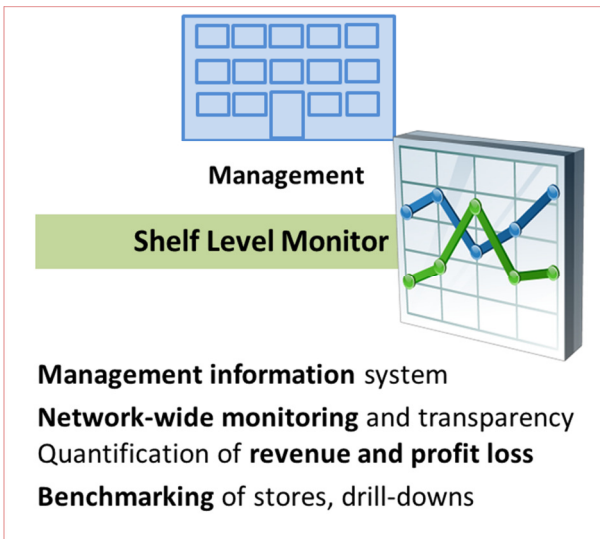 Management
Shelf Level Monitor
Management information system
Network-wide monitoring and transparency
Quantification of revenue and profit loss
Benchmarking of stores, drill-downs